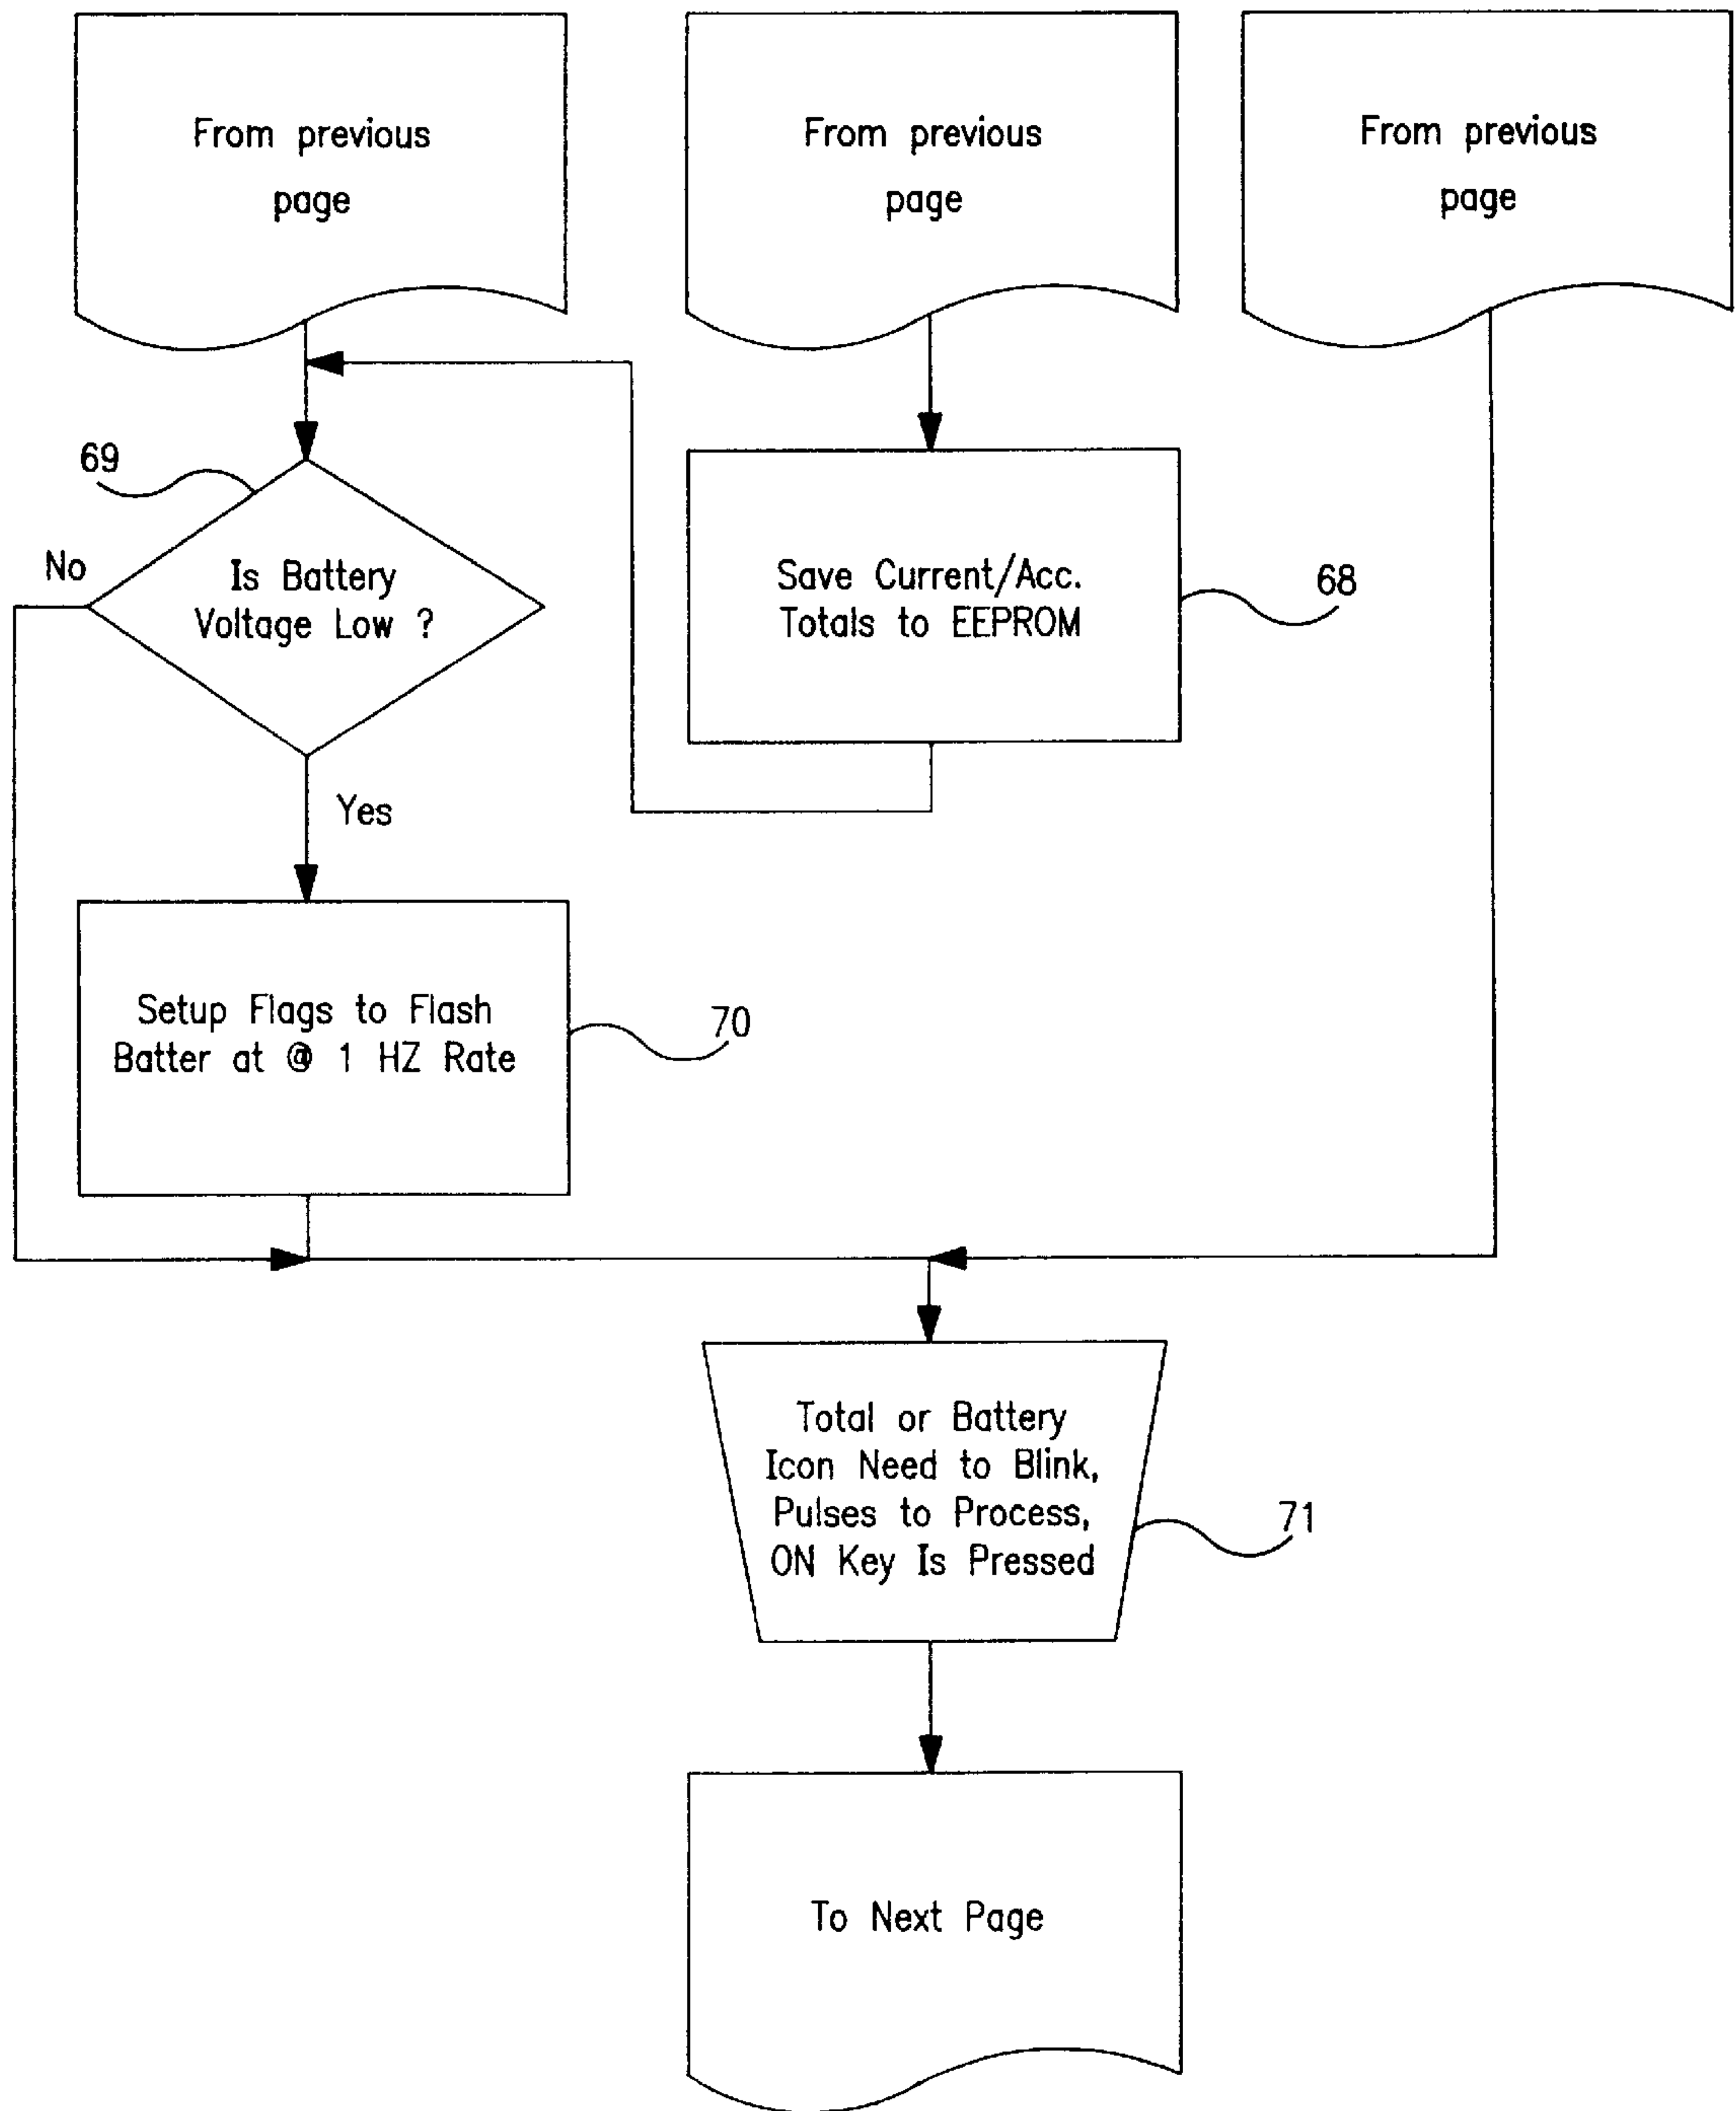 From previous
page
From previous
page
From previous
page
69
No
Is Battery
Voltage Low ?
Save Current/Acc.
Totals to EEPROM
68
Yes
Setup Flags to Flash
Batter at @ 1 HZ Rate
70
Total or Battery
Icon Need to Blink,
Pulses to Process,
ON Key Is Pressed
71
To Next Page